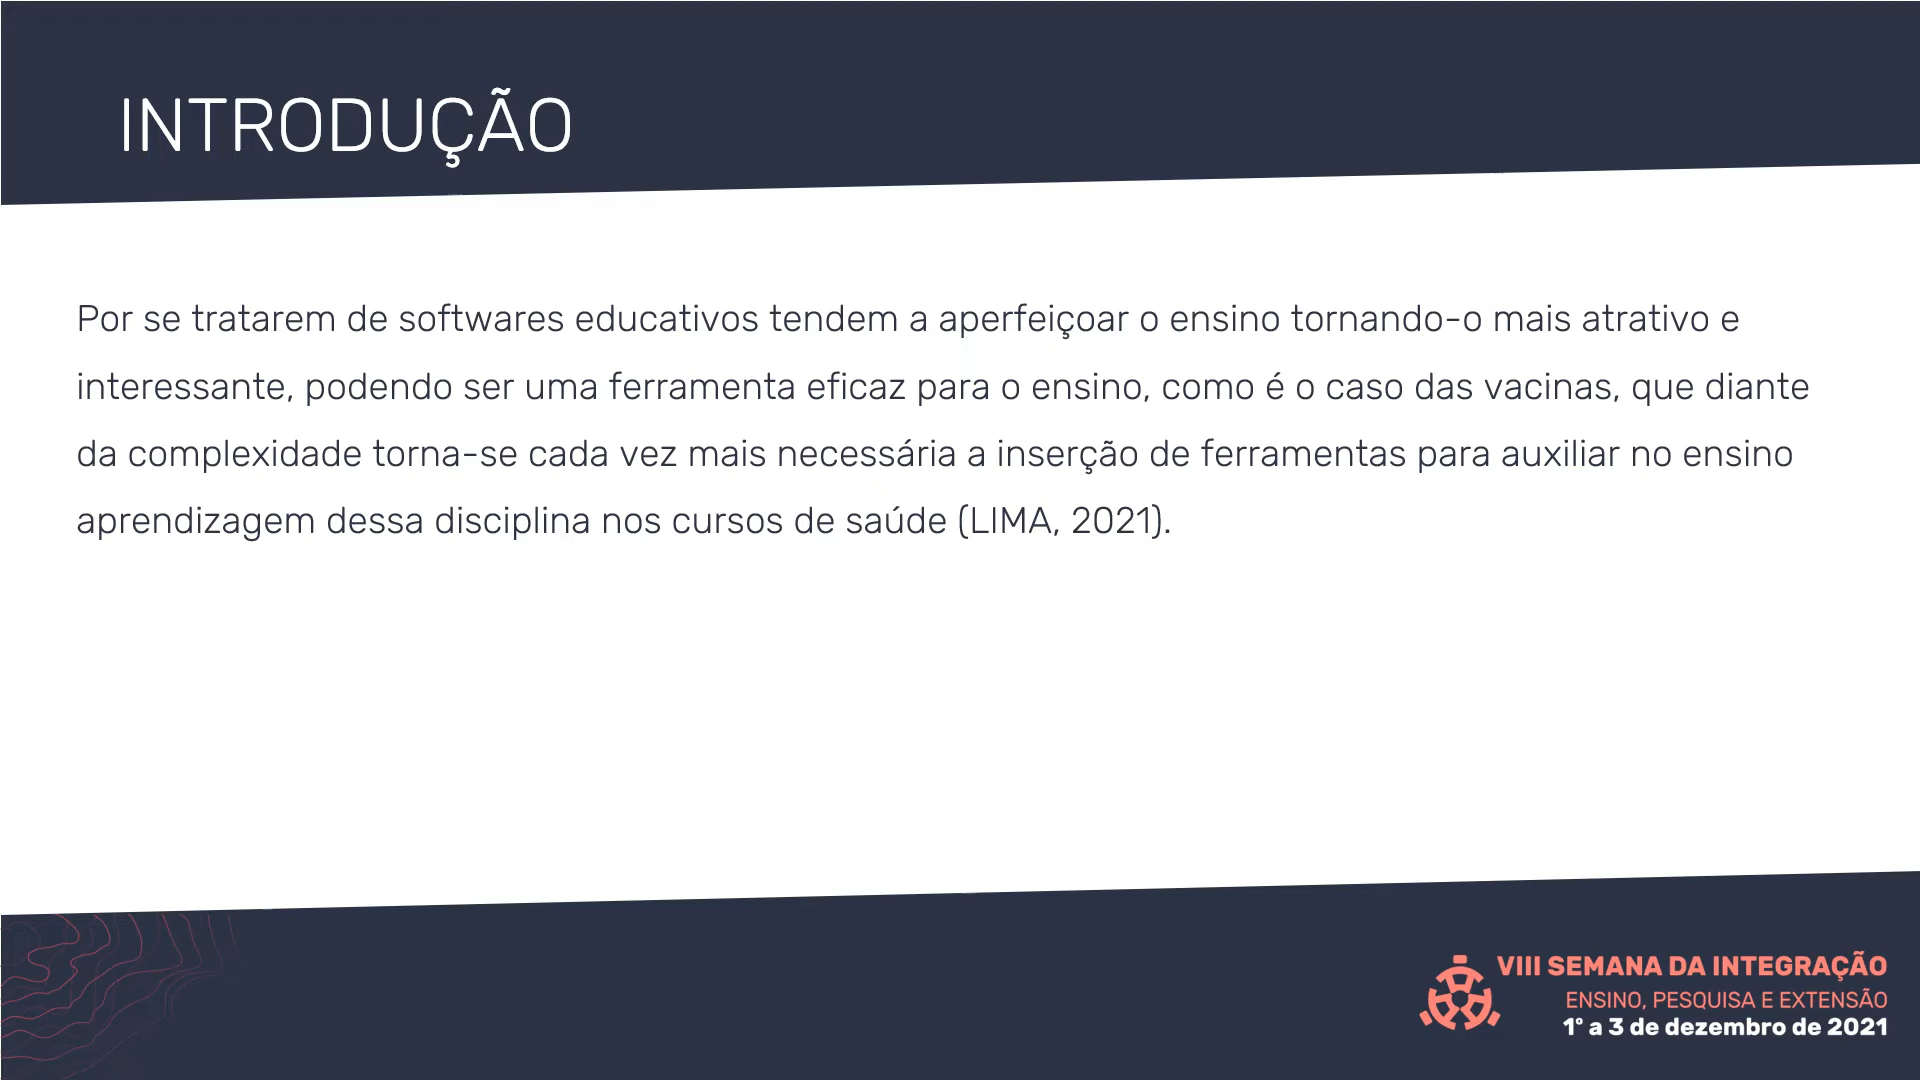 INTRODUÇÃO
Por se tratarem de softwares educativos tendem a aperfeiçoar o ensino tornando-o mais atrativo e
interessante, podendo ser uma ferramenta eficaz para o ensino, como é o caso das vacinas, que diante
da complexidade torna-se cada vez mais necessária a inserção de ferramentas para auxiliar no ensino
aprendizagem dessa disciplina nos cursos de saúde (LIMA, 2021).
VIII SEMANA DA INTEGRAÇÃO
ENSINO, PESQUISA E EXTENSÃO
1º a 3 de dezembro de 2021